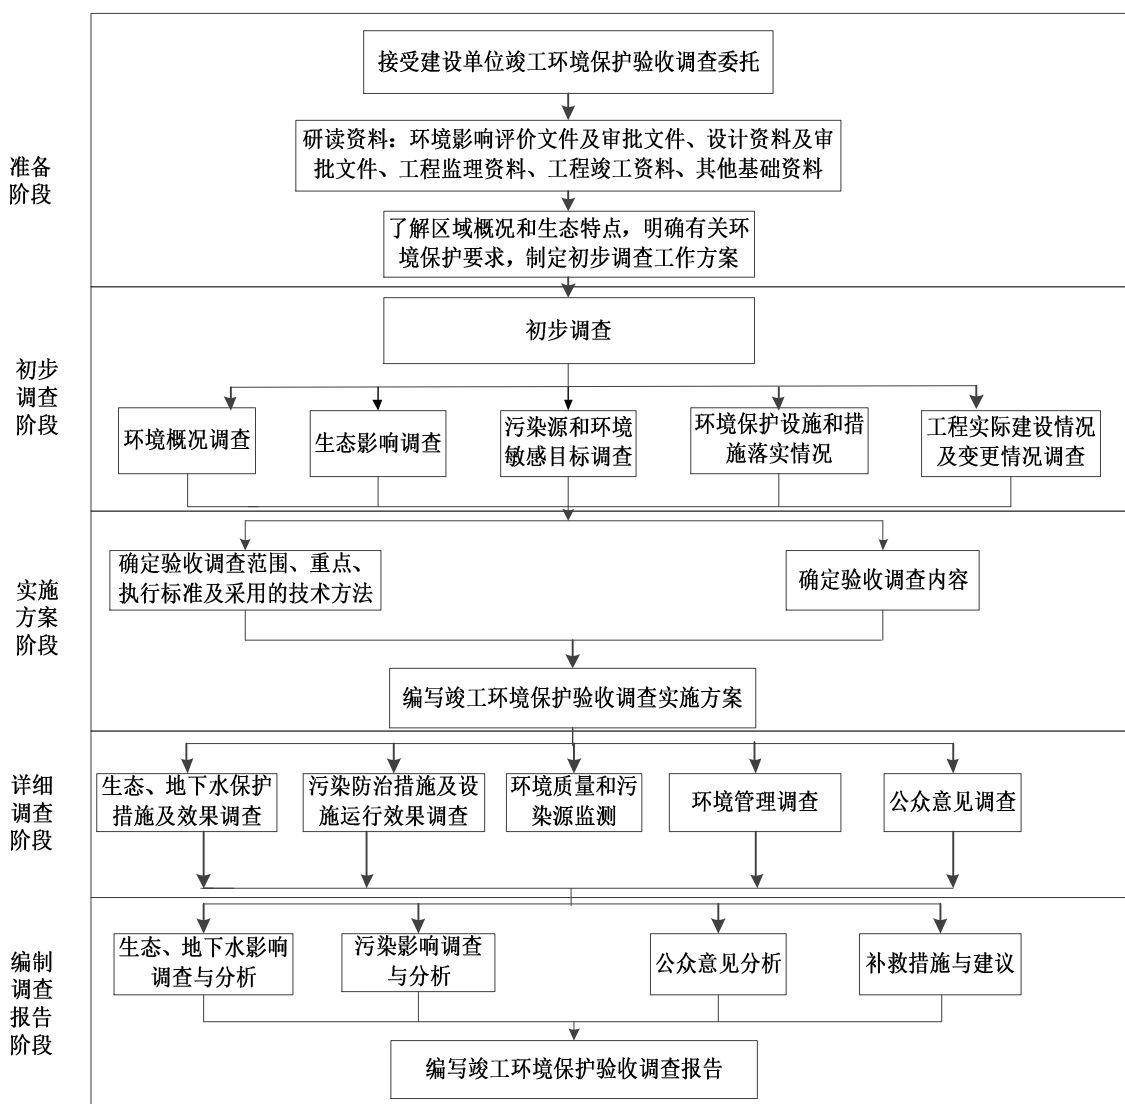 准备
阶段
接受建设单位竣工环境保护验收调查委托
研读资料：环境影响评价文件及审批文件、设计资料及审
批文件、工程监理资料、工程竣工资料、其他基础资料
了解区域概况和生态特点，明确有关环
境保护要求，制定初步调查工作方案
初步
调查
阶段
初步调查
环境概况调查
生态影响调查
污染源和环境
敏感目标调查
环境保护设施和措
施落实情况
工程实际建设情况
及变更情况调查
实施
方案
阶段
确定验收调查范围、重点、
执行标准及采用的技术方法
确定验收调查内容
编写竣工环境保护验收调查实施方案
详细
调查
阶段
生态、地下水保护
措施及效果调查
污染防治措施及设
施运行效果调查
环境质量和污
染源监测
环境管理调查
公众意见调查
编制
调查
报告
阶段
生态、地下水影响
调查与分析
污染影响调查
与分析
公众意见分析
补救措施与建议
编写竣工环境保护验收调查报告